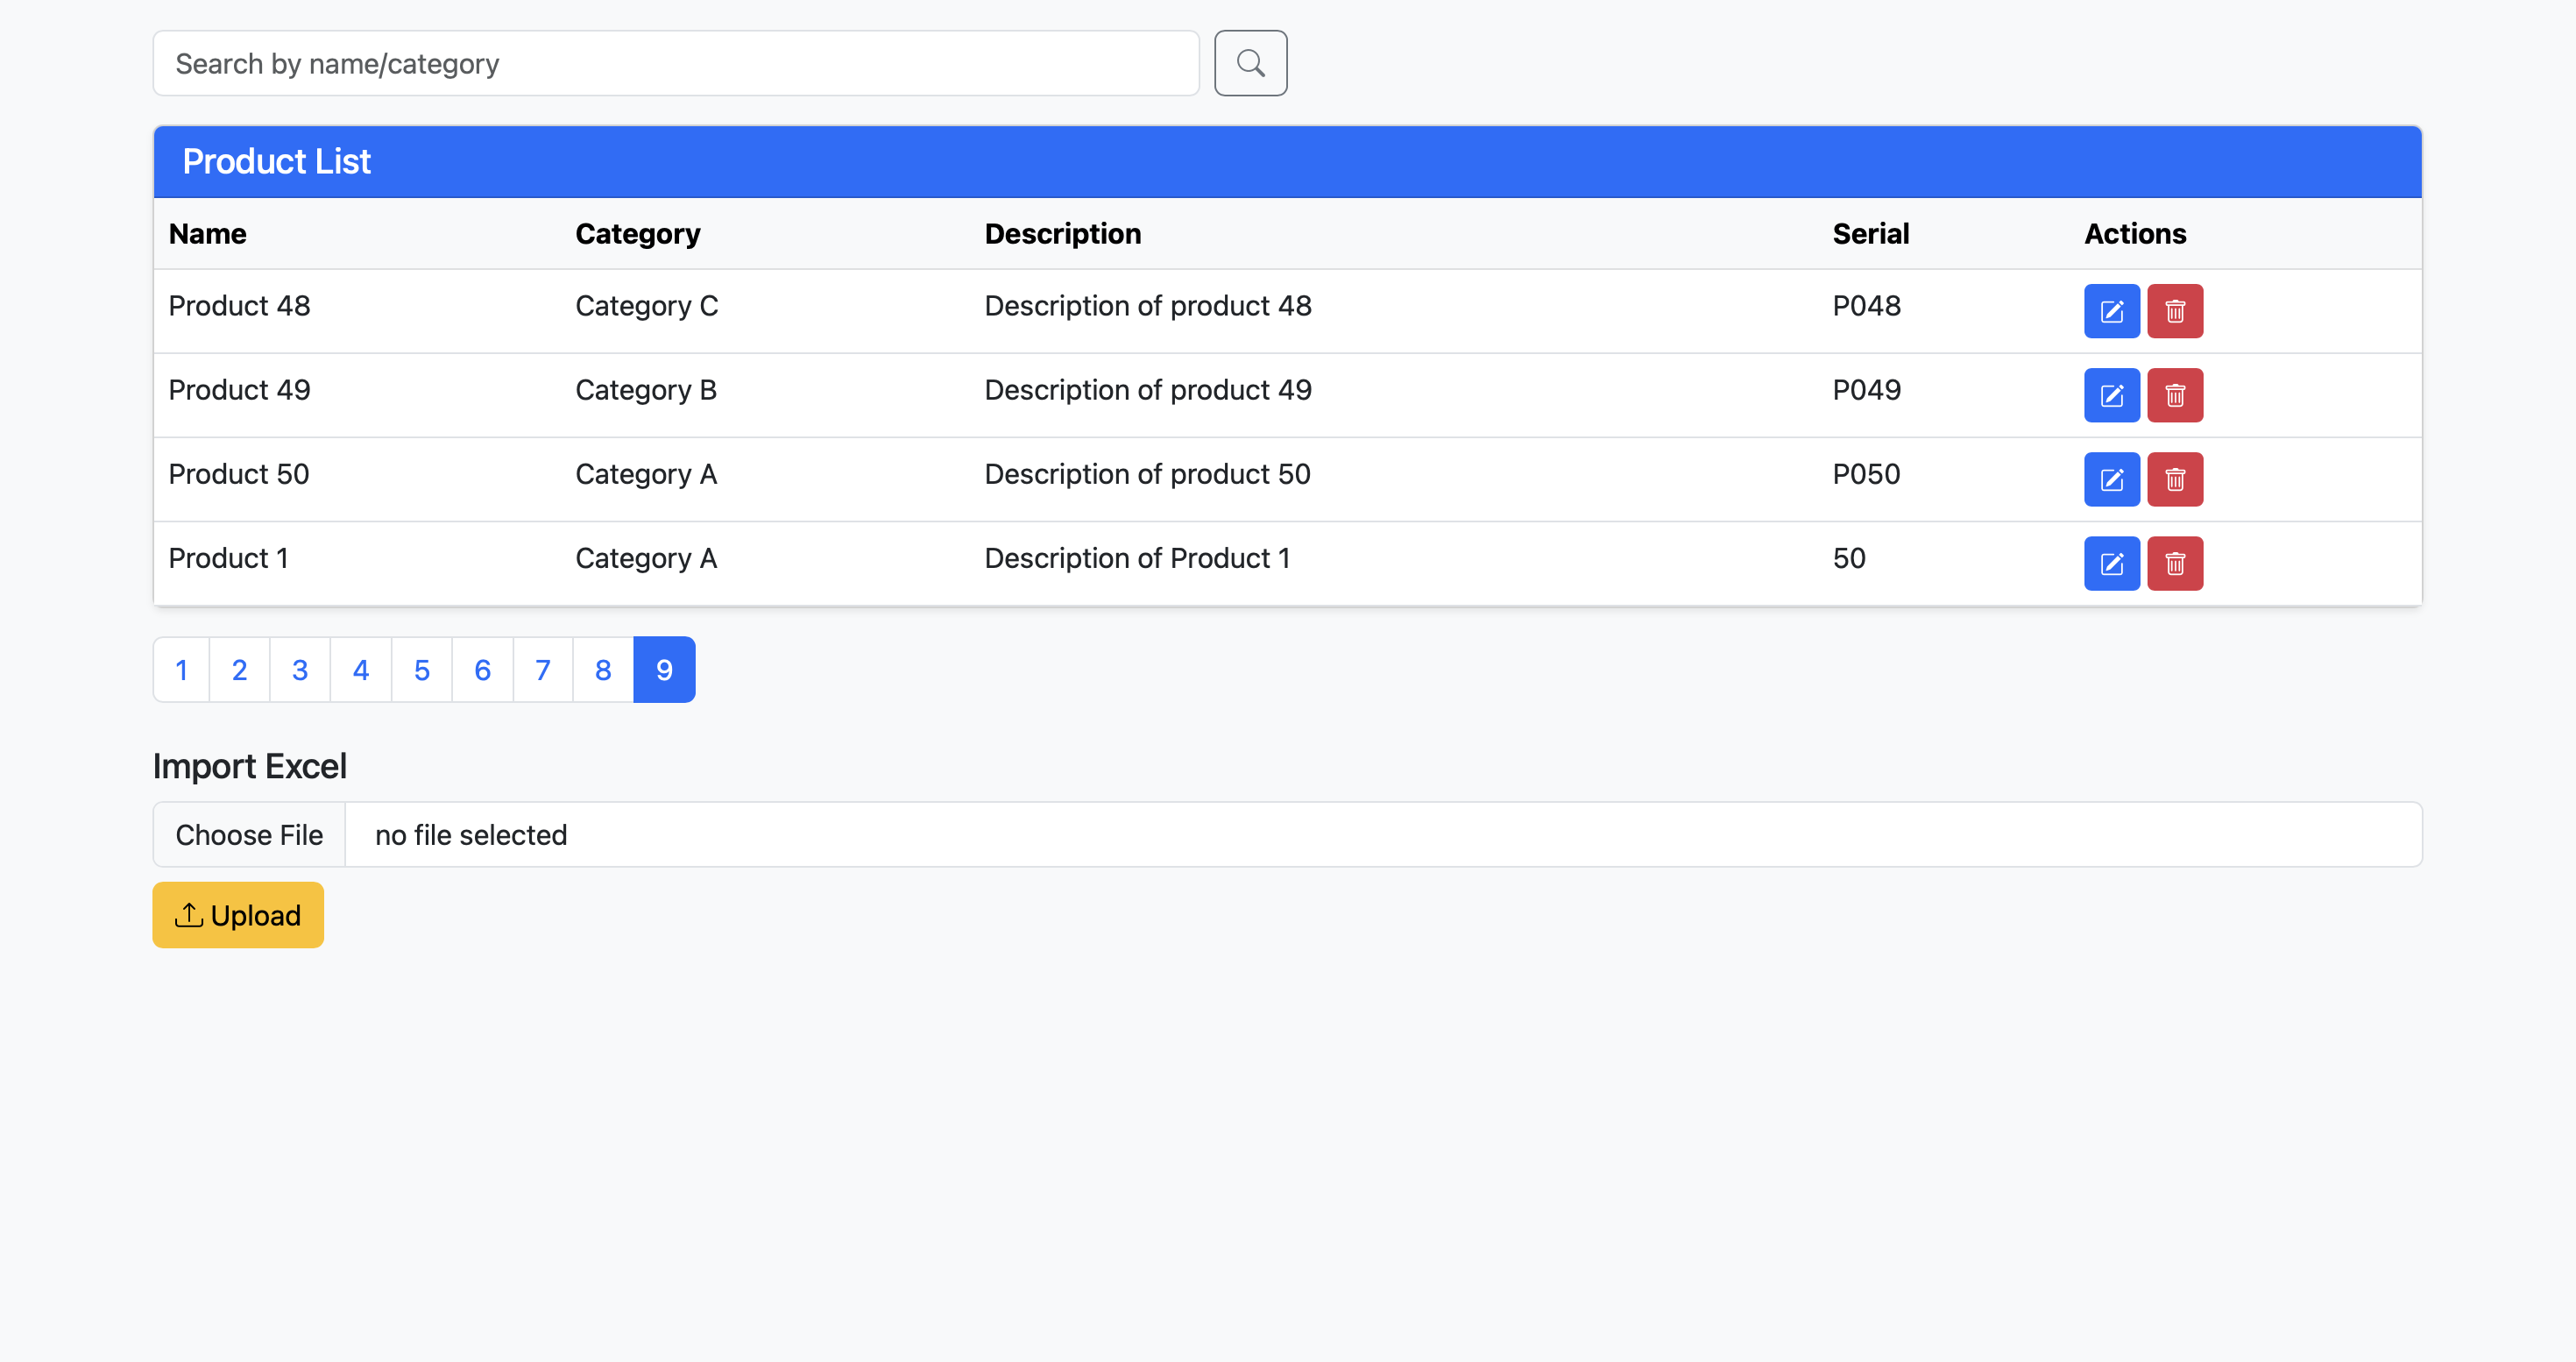 Search by name/category
Product List
Name Category Description Serial Actions
Product 48 Category C Description of product 48 P048
Product 49 Category B Description of product 49 P049
Product 50 Category A Description of product 50 P050
Product 1 Category A Description of Product 1 50
1 2 3 4 5 6 7 8 9
Import Excel
Choose File no file selected
Upload